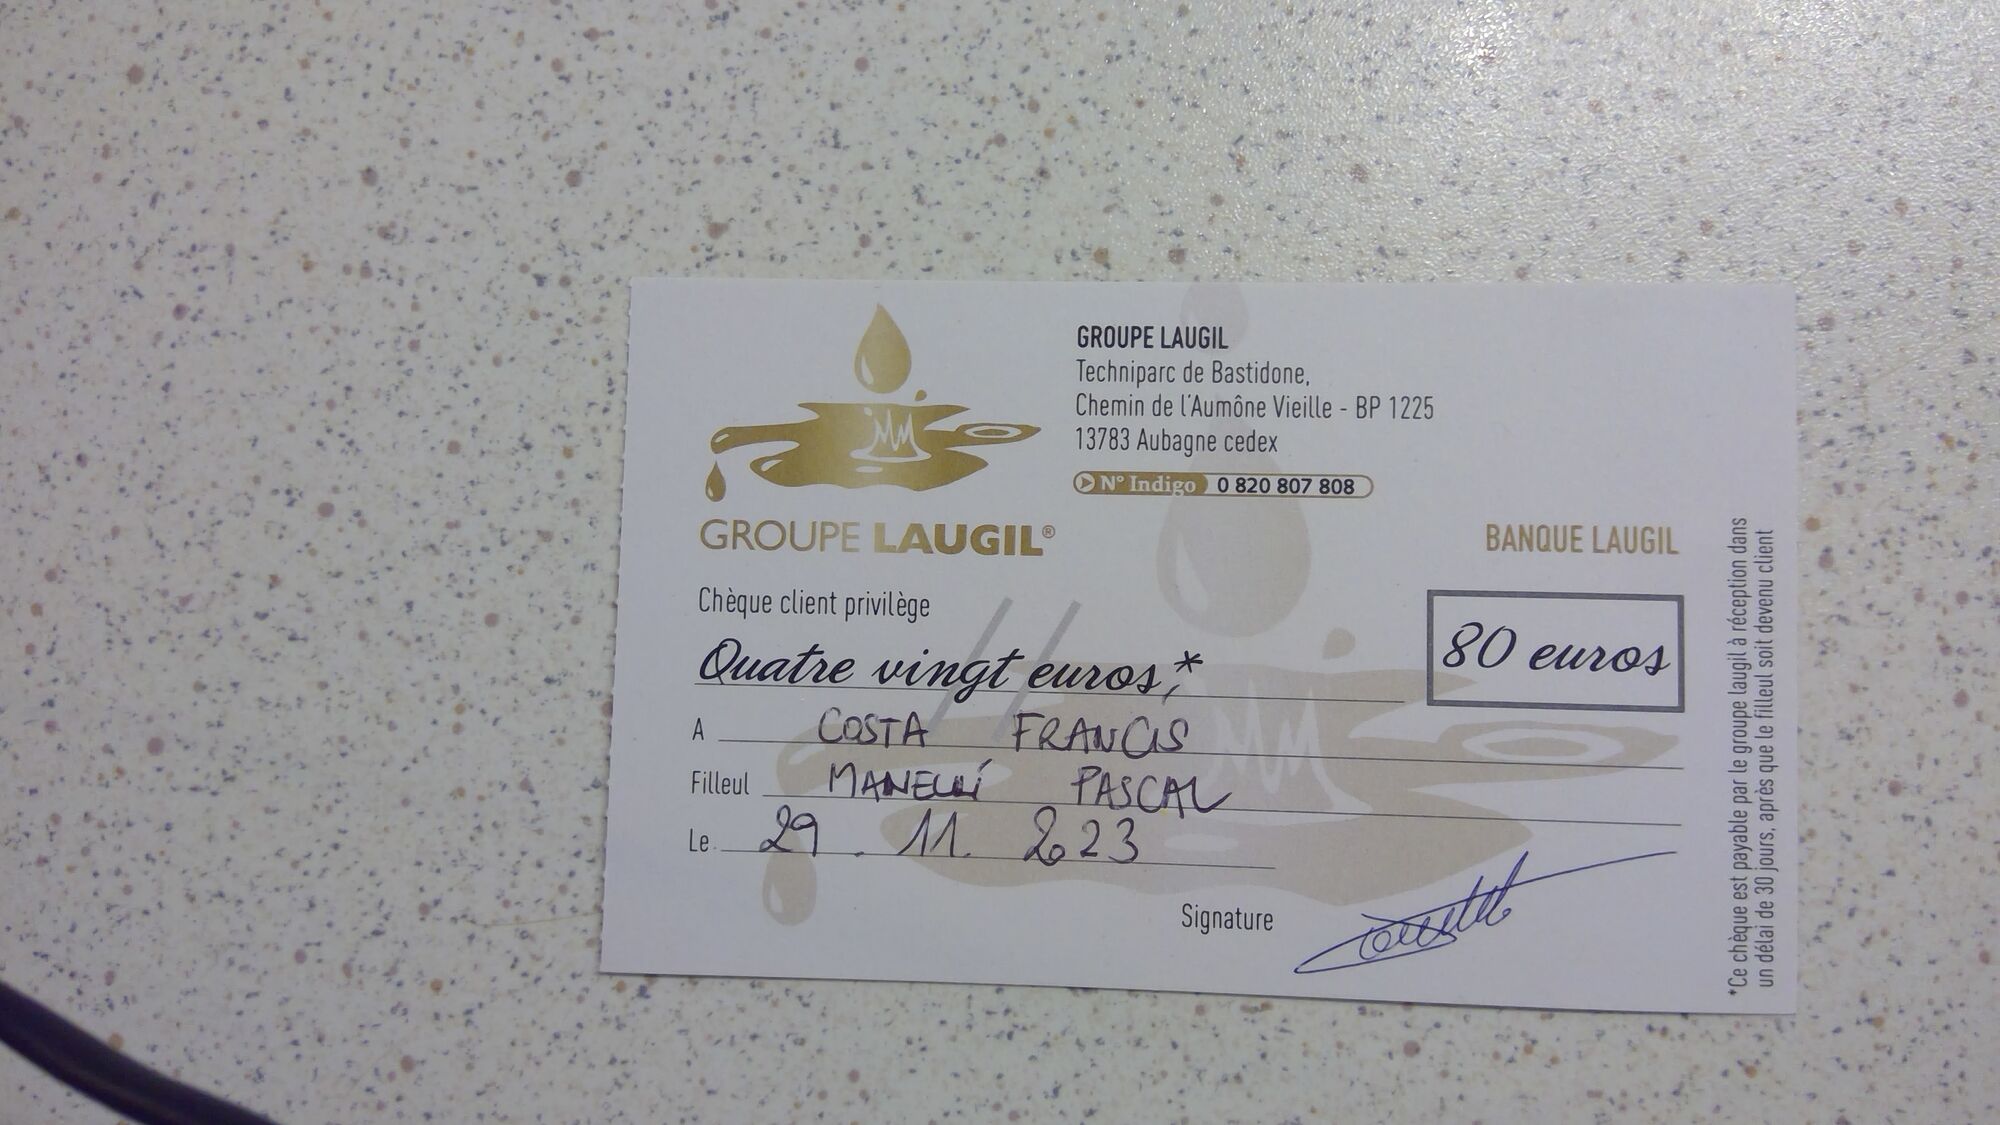 GROUPE LAUGIL
Techniparc de Bastidone,
Chemin de l'Aumône Vieille - BP 1225
13783 Aubagne cedex
N° Indigo 0 820 807 808
GROUPE LAUGIL®
BANQUE LAUGIL
Chèque client privilège
Quatre vingt euros,*
80 euros
A COSTA FRANCIS
Filleul MANELLI PASCAL
Le 29.11.2023
Signature
*Ce chèque est payable par le groupe laugil à réception dans
un délai de 30 jours, après que le filleul soit devenu client